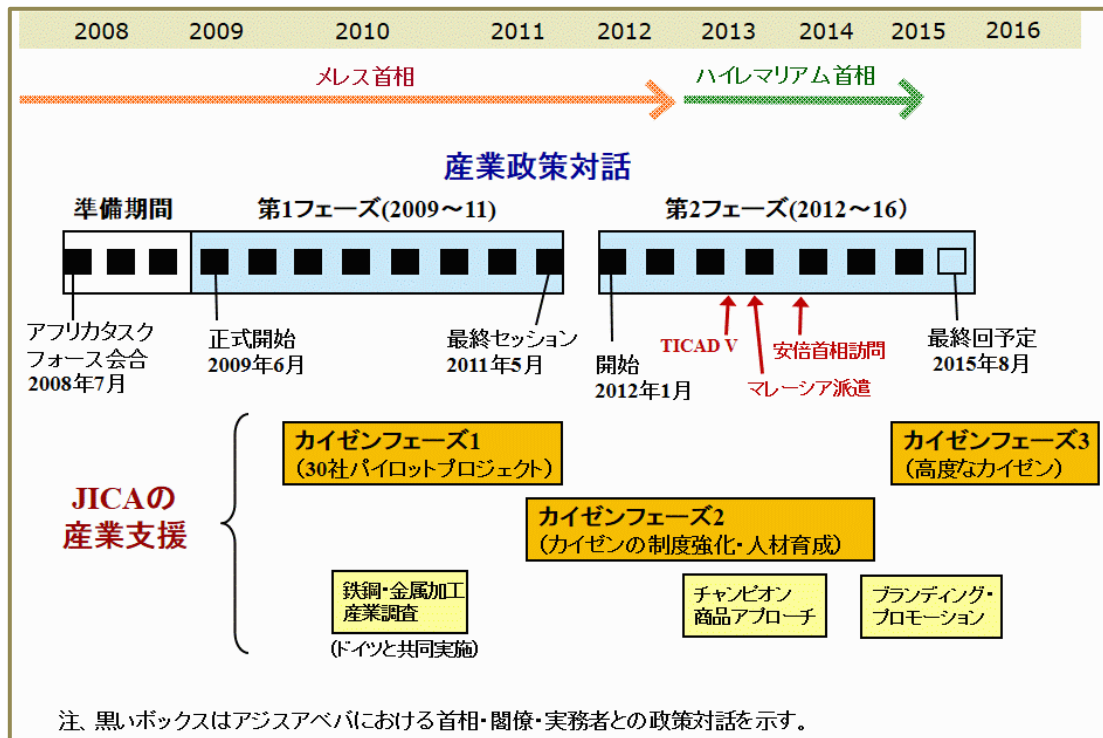 2008 2009 2010 2011 2012 2013 2014 2015 2016
メレス首相
ハイレマリアム首相
産業政策対話
準備期間
第1フェーズ(2009～11)
第2フェーズ(2012～16)
アフリカタスク
フォース会合
2008年7月
正式開始
2009年6月
最終セッション
2011年5月
開始
2012年1月
TICAD V
マレーシア派遣
安倍首相訪問
最終回予定
2015年8月
JICAの
産業支援
カイゼンフェーズ1
(30社パイロットプロジェクト)
カイゼンフェーズ2
(カイゼンの制度強化・人材育成)
カイゼンフェーズ3
(高度なカイゼン)
鉄鋼・金属加工
産業調査
(ドイツと共同実施)
チャンピオン
商品アプローチ
ブランディング・
プロモーション
注、黒いボックスはアジスアベバにおける首相・閣僚・実務者との政策対話を示す。